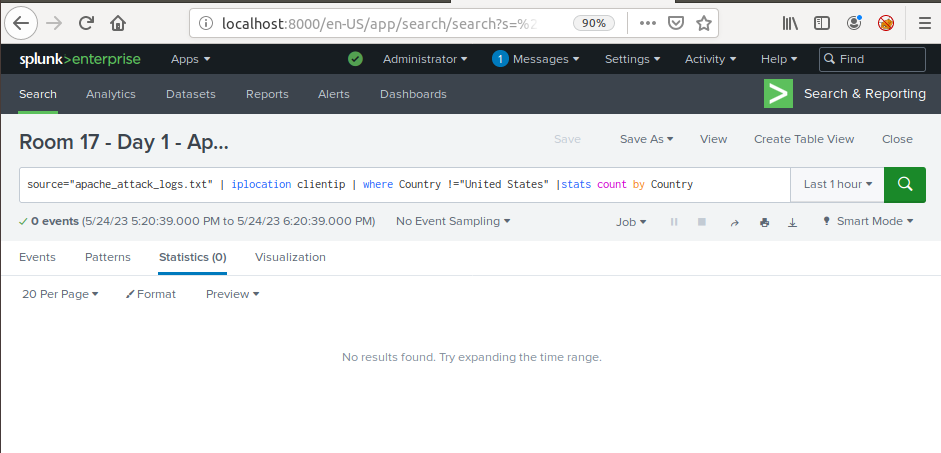 localhost:8000/en-US/app/search/search?s=%2 90%
splunk>enterprise Apps Administrator 1 Messages Settings Activity Help Find
Search Analytics Datasets Reports Alerts Dashboards Search & Reporting
Room 17 - Day 1 - Ap... Save Save As View Create Table View Close
source="apache_attack_logs.txt" | iplocation clientip | where Country !="United States" |stats count by Country Last 1 hour
0 events (5/24/23 5:20:39.000 PM to 5/24/23 6:20:39.000 PM) No Event Sampling Job Smart Mode
Events Patterns Statistics (0) Visualization
20 Per Page Format Preview
No results found. Try expanding the time range.